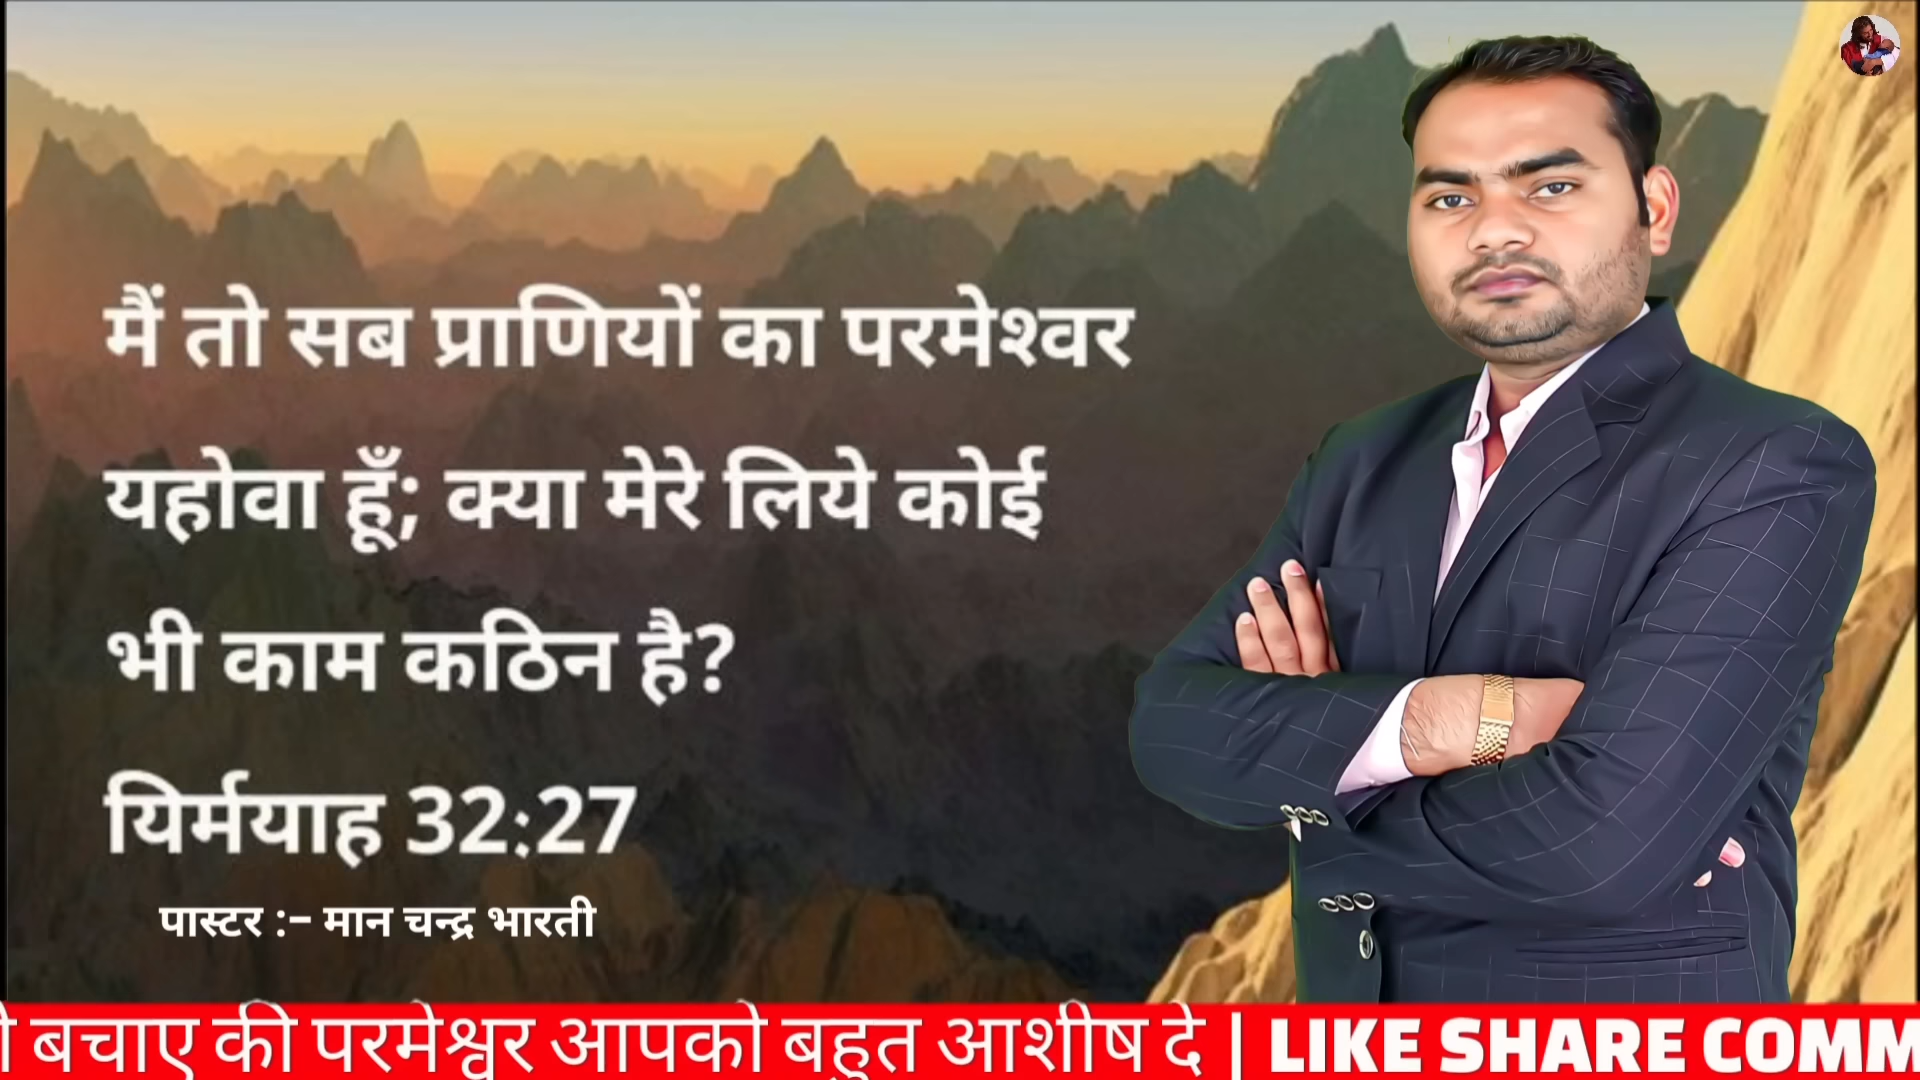 मैं तो सब प्राणियों का परमेश्वर
यहोवा हूँ; क्या मेरे लिये कोई
भी काम कठिन है?
यिर्मयाह 32:27
पास्टर :- मान चन्द्र भारती
बचाए की परमेश्वर आपको बहुत आशीष दे | LIKE SHARE COMM